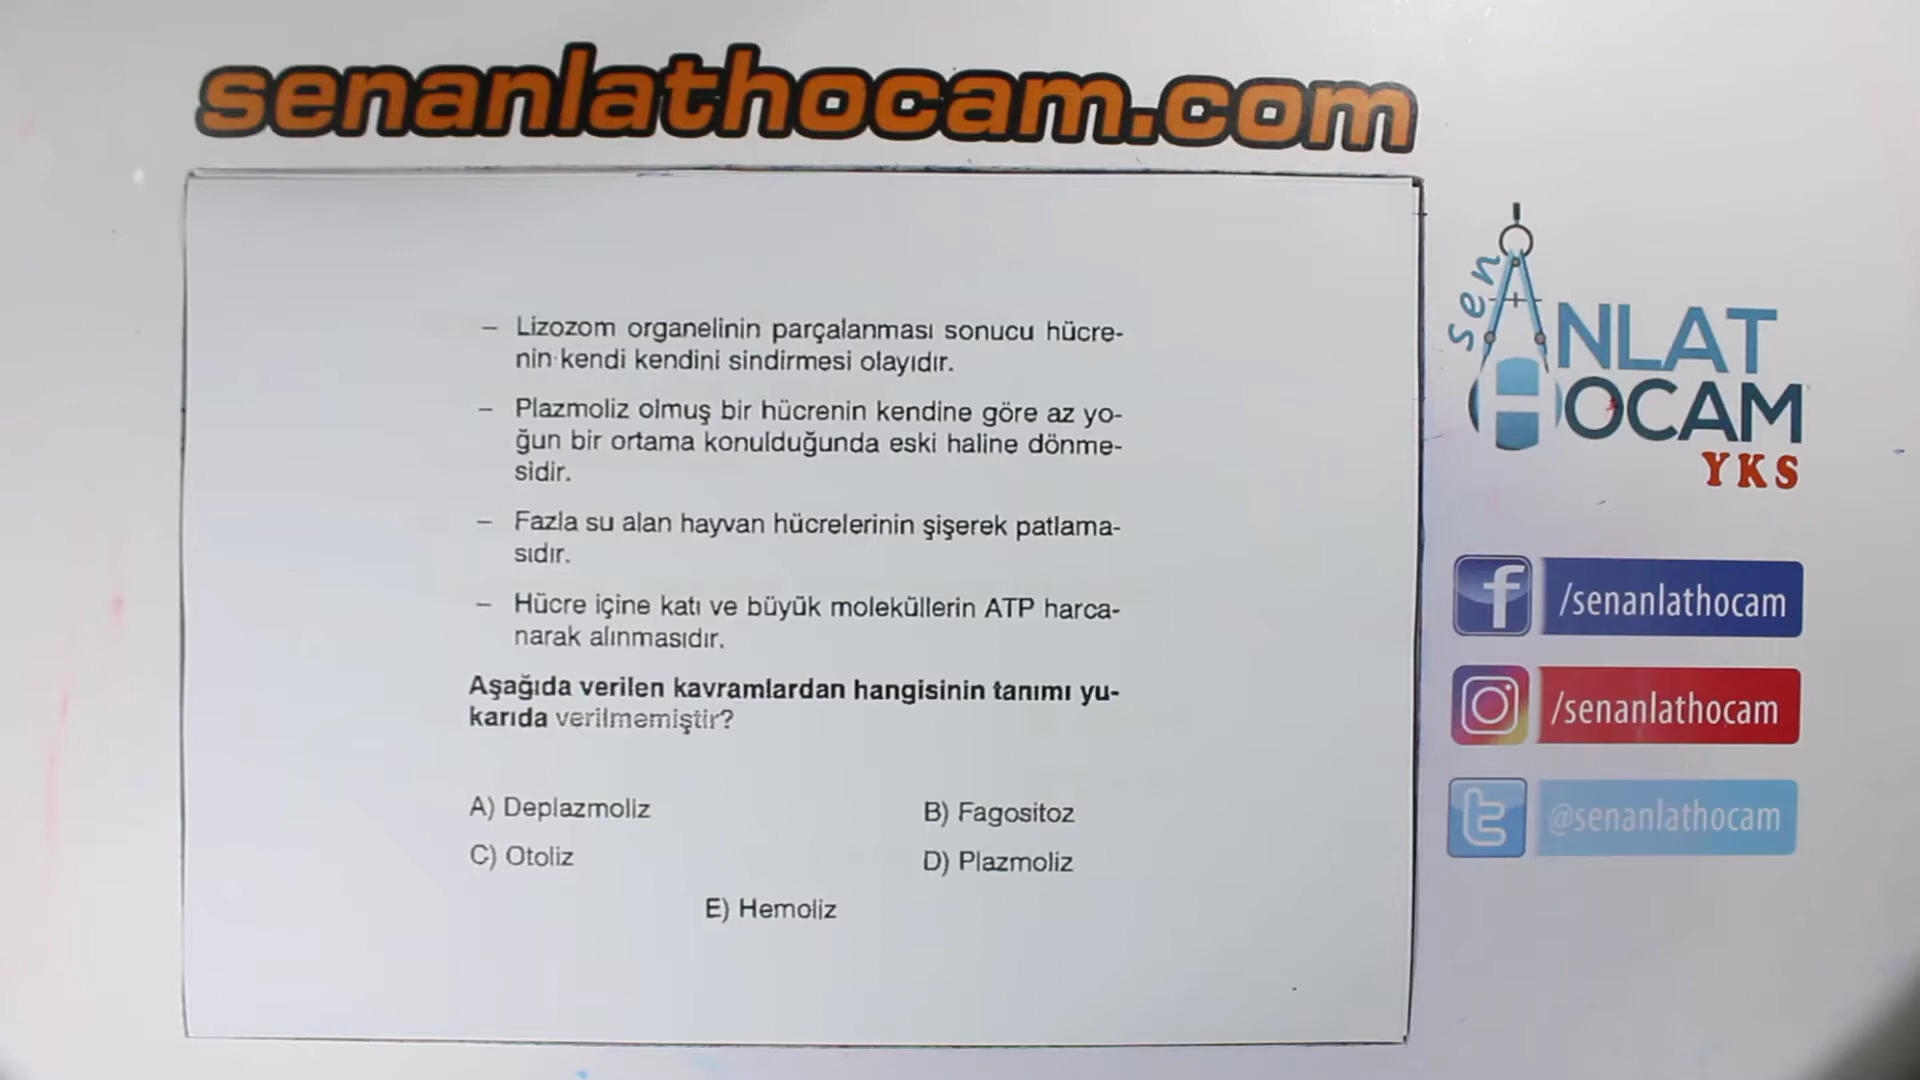 senanlathocam.com
– Lizozom organelinin parçalanması sonucu hücre-
nin kendi kendini sindirmesi olayıdır.
– Plazmoliz olmuş bir hücrenin kendine göre az yo-
ğun bir ortama konulduğunda eski haline dönme-
sidir.
– Fazla su alan hayvan hücrelerinin şişerek patlama-
sıdır.
– Hücre içine katı ve büyük moleküllerin ATP harca-
narak alınmasıdır.
Aşağıda verilen kavramlardan hangisinin tanımı yu-
karıda verilmemiştir?
A) Deplazmoliz
B) Fagositoz
C) Otoliz
D) Plazmoliz
E) Hemoliz
sen
ANLAT
HOCAM
YKS
f /senanlathocam
/senanlathocam
t @senanlathocam